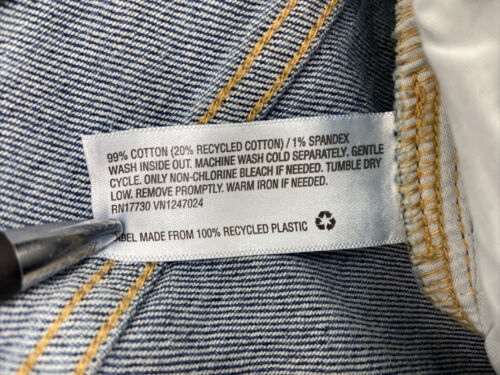 99% COTTON (20% RECYCLED COTTON) / 1% SPANDEX
WASH INSIDE OUT. MACHINE WASH COLD SEPARATELY. GENTLE
CYCLE. ONLY NON-CHLORINE BLEACH IF NEEDED. TUMBLE DRY
LOW. REMOVE PROMPTLY. WARM IRON IF NEEDED.
RN17730 VN1247024
LABEL MADE FROM 100% RECYCLED PLASTIC